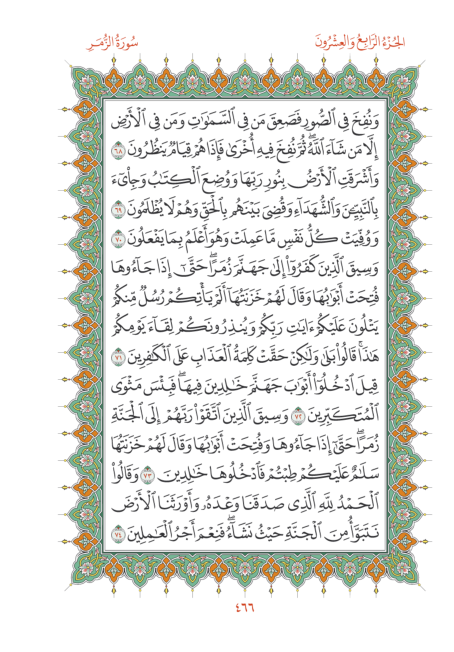 الجُزْءُ الرَّابِعُ وَالعِشْرُونَ
سُورَةُ الزُّمَرِ
وَنُفِخَ فِي ٱلصُّورِ فَصَعِقَ مَن فِي ٱلسَّمَٰوَٰتِ وَمَن فِي ٱلْأَرْضِ
إِلَّا مَن شَآءَ ٱللَّهُۖ ثُمَّ نُفِخَ فِيهِ أُخْرَىٰ فَإِذَا هُمْ قِيَامٌ يَنظُرُونَ ٦٨
وَأَشْرَقَتِ ٱلْأَرْضُ بِنُورِ رَبِّهَا وَوُضِعَ ٱلْكِتَٰبُ وَجِاْيٓءَ
بِٱلنَّبِيِّـۧنَ وَٱلشُّهَدَآءِ وَقُضِيَ بَيْنَهُم بِٱلْحَقِّ وَهُمْ لَا يُظْلَمُونَ ٦٩
وَوُفِّيَتْ كُلُّ نَفْسٍ مَّا عَمِلَتْ وَهُوَ أَعْلَمُ بِمَا يَفْعَلُونَ ٧٠
وَسِيقَ ٱلَّذِينَ كَفَرُوٓاْ إِلَىٰ جَهَنَّمَ زُمَرًاۖ حَتَّىٰٓ إِذَا جَآءُوهَا
فُتِحَتْ أَبْوَٰبُهَا وَقَالَ لَهُمْ خَزَنَتُهَآ أَلَمْ يَأْتِكُمْ رُسُلٌ مِّنكُمْ
يَتْلُونَ عَلَيْكُمْ ءَايَٰتِ رَبِّكُمْ وَيُنذِرُونَكُمْ لِقَآءَ يَوْمِكُمْ
هَٰذَاۚ قَالُواْ بَلَىٰ وَلَٰكِنْ حَقَّتْ كَلِمَةُ ٱلْعَذَابِ عَلَى ٱلْكَٰفِرِينَ ٧١
قِيلَ ٱدْخُلُوٓاْ أَبْوَٰبَ جَهَنَّمَ خَٰلِدِينَ فِيهَاۖ فَبِئْسَ مَثْوَى
ٱلْمُتَكَبِّرِينَ ٧٢ وَسِيقَ ٱلَّذِينَ ٱتَّقَوْاْ رَبَّهُمْ إِلَى ٱلْجَنَّةِ
زُمَرًاۖ حَتَّىٰٓ إِذَا جَآءُوهَا وَفُتِحَتْ أَبْوَٰبُهَا وَقَالَ لَهُمْ خَزَنَتُهَا
سَلَٰمٌ عَلَيْكُمْ طِبْتُمْ فَٱدْخُلُوهَا خَٰلِدِينَ ٧٣ وَقَالُواْ
ٱلْحَمْدُ لِلَّهِ ٱلَّذِي صَدَقَنَا وَعْدَهُۥ وَأَوْرَثَنَا ٱلْأَرْضَ
نَتَبَوَّأُ مِنَ ٱلْجَنَّةِ حَيْثُ نَشَآءُۖ فَنِعْمَ أَجْرُ ٱلْعَٰمِلِينَ ٧٤
٤٦٦